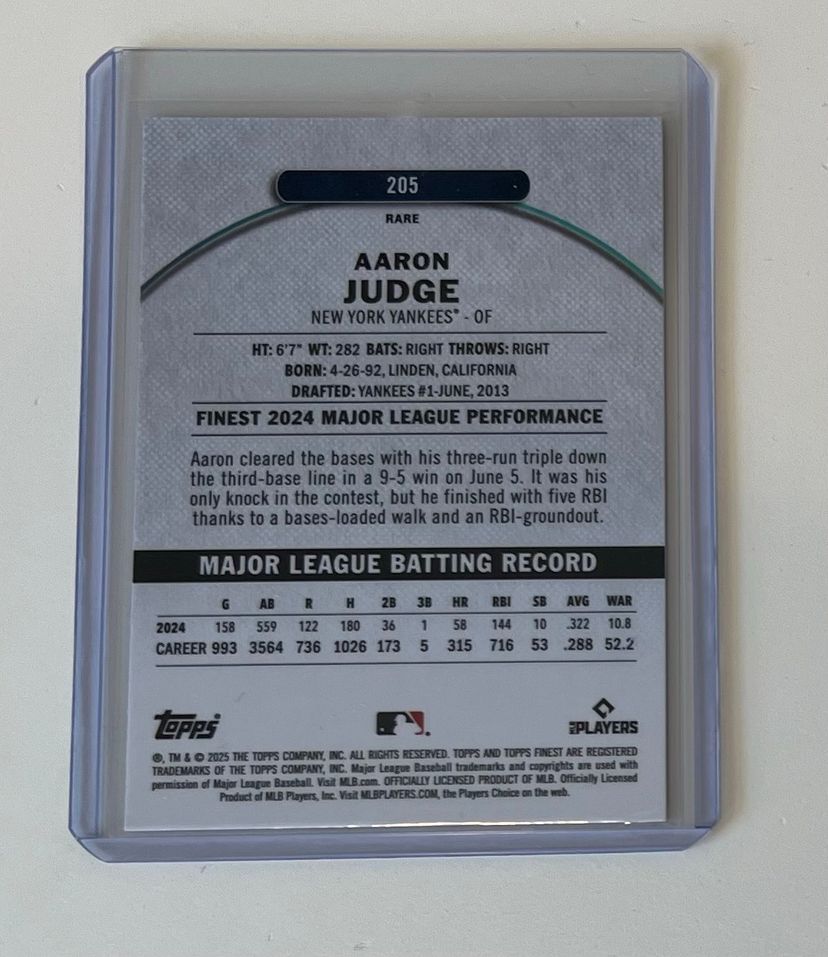 205
RARE
AARON
JUDGE
NEW YORK YANKEES® - OF
HT: 6'7" WT: 282 BATS: RIGHT THROWS: RIGHT
BORN: 4-26-92, LINDEN, CALIFORNIA
DRAFTED: YANKEES #1-JUNE, 2013
FINEST 2024 MAJOR LEAGUE PERFORMANCE
Aaron cleared the bases with his three-run triple down
the third-base line in a 9-5 win on June 5. It was his
only knock in the contest, but he finished with five RBI
thanks to a bases-loaded walk and an RBI-groundout.
MAJOR LEAGUE BATTING RECORD
G AB R H 2B 3B HR RBI SB AVG WAR
2024 158 559 122 180 36 1 58 144 10 .322 10.8
CAREER 993 3564 736 1026 173 5 315 716 53 .288 52.2
topps
MLB PLAYERS
®, TM & © 2025 THE TOPPS COMPANY, INC. ALL RIGHTS RESERVED. TOPPS AND TOPPS FINEST ARE REGISTERED
TRADEMARKS OF THE TOPPS COMPANY, INC. Major League Baseball trademarks and copyrights are used with
permission of Major League Baseball. Visit MLB.com. OFFICIALLY LICENSED PRODUCT OF MLB. Officially Licensed
Product of MLB Players, Inc. Visit MLBPLAYERS.COM, the Players Choice on the web.